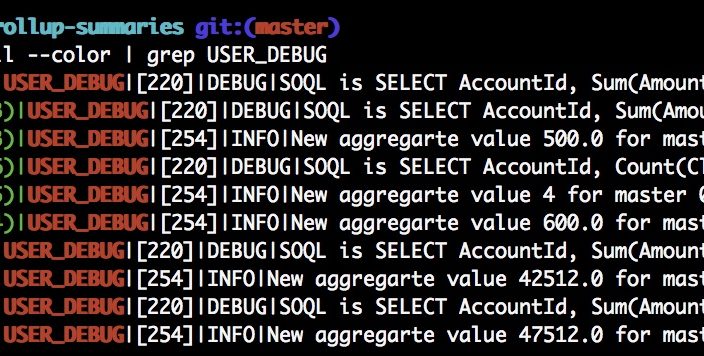 rollup-summaries git:(master)
l --color | grep USER_DEBUG
USER_DEBUG|[220]|DEBUG|SOQL is SELECT AccountId, Sum(Amount
)|USER_DEBUG|[220]|DEBUG|SOQL is SELECT AccountId, Sum(Amou
)|USER_DEBUG|[254]|INFO|New aggregarte value 500.0 for mast
)|USER_DEBUG|[220]|DEBUG|SOQL is SELECT AccountId, Count(CT
)|USER_DEBUG|[254]|INFO|New aggregarte value 4 for master 0
)|USER_DEBUG|[254]|INFO|New aggregarte value 600.0 for mast
USER_DEBUG|[220]|DEBUG|SOQL is SELECT AccountId, Sum(Amount
USER_DEBUG|[254]|INFO|New aggregarte value 42512.0 for mast
USER_DEBUG|[220]|DEBUG|SOQL is SELECT AccountId, Sum(Amount
USER_DEBUG|[254]|INFO|New aggregarte value 47512.0 for mast